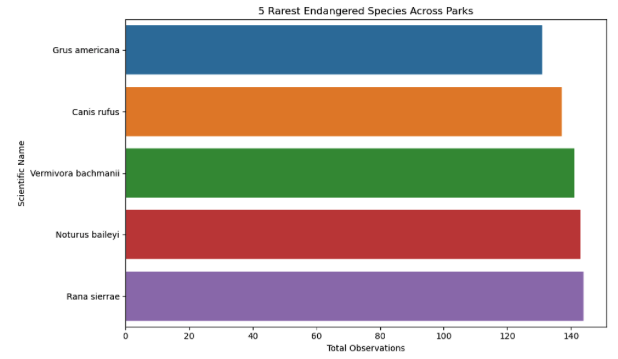 5 Rarest Endangered Species Across Parks
Scientific Name
Grus americana
Canis rufus
Vermivora bachmanii
Noturus baileyi
Rana sierrae
0 20 40 60 80 100 120 140
Total Observations